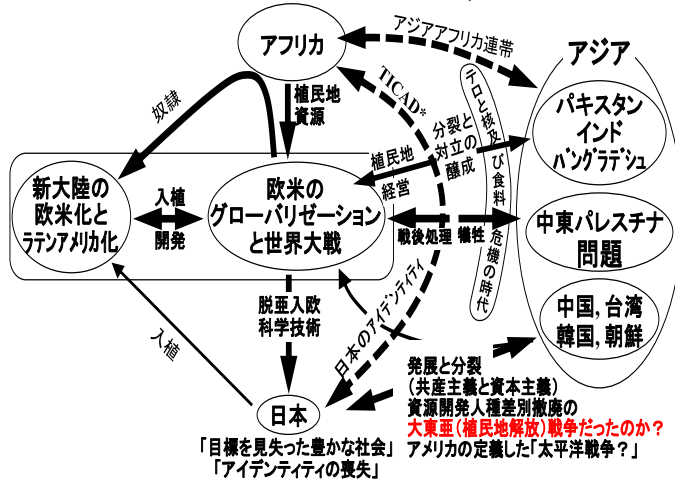 アフリカ
アジアアフリカ連帯
アジア
奴隷
植民地
資源
TICAD*
テロと核及び食料危機の時代
分裂と
対立の
醸成
植民地
経営
パキスタン
インド
バングラデシュ
新大陸の
欧米化と
ラテンアメリカ化
入植
開発
欧米の
グローバリゼーション
と世界大戦
戦後処理
犠牲
中東パレスチナ
問題
脱亜入欧
科学技術
入植
日本のアイデンティティ
中国,台湾
韓国,朝鮮
日本
「目標を見失った豊かな社会」
「アイデンティティの喪失」
発展と分裂
(共産主義と資本主義)
資源開発人種差別撤廃の
大東亜(植民地解放)戦争だったのか?
アメリカの定義した「太平洋戦争?」